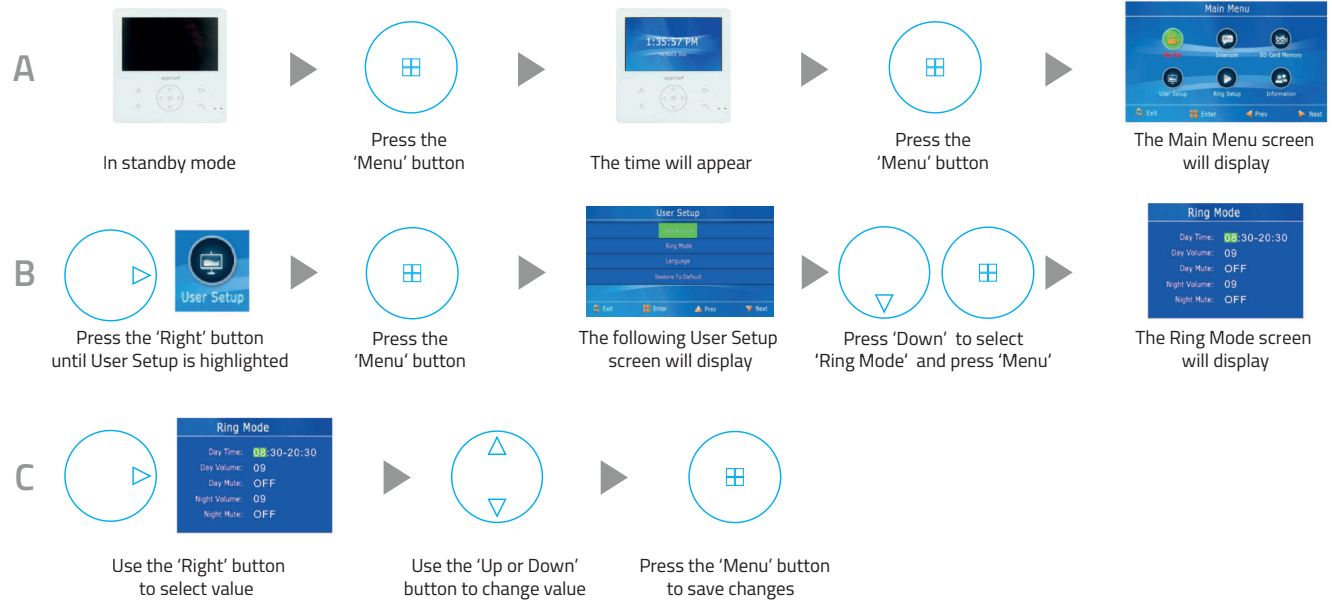 A
1:35:57 PM
Main Menu
Intercom
SD Card Memory
User Setup
Ring Setup
Information
Exit
Enter
Prev
Next
In standby mode
Press the
‘Menu’ button
The time will appear
Press the
‘Menu’ button
The Main Menu screen
will display
B
User Setup
Press the ‘Right’ button
until User Setup is highlighted
Press the
‘Menu’ button
User Setup
Ring Mode
Language
Restore To Default
Exit
Enter
Prev
Next
The following User Setup
screen will display
Press ‘Down’ to select
‘Ring Mode’ and press ‘Menu’
Ring Mode
Day Time: 08:30-20:30
Day Volume: 09
Day Mute: OFF
Night Volume: 09
Night Mute: OFF
The Ring Mode screen
will display
C
Ring Mode
Day Time: 08:30-20:30
Day Volume: 09
Day Mute: OFF
Night Volume: 09
Night Mute: OFF
Use the ‘Right’ button
to select value
Use the ‘Up or Down’
button to change value
Press the ‘Menu’ button
to save changes